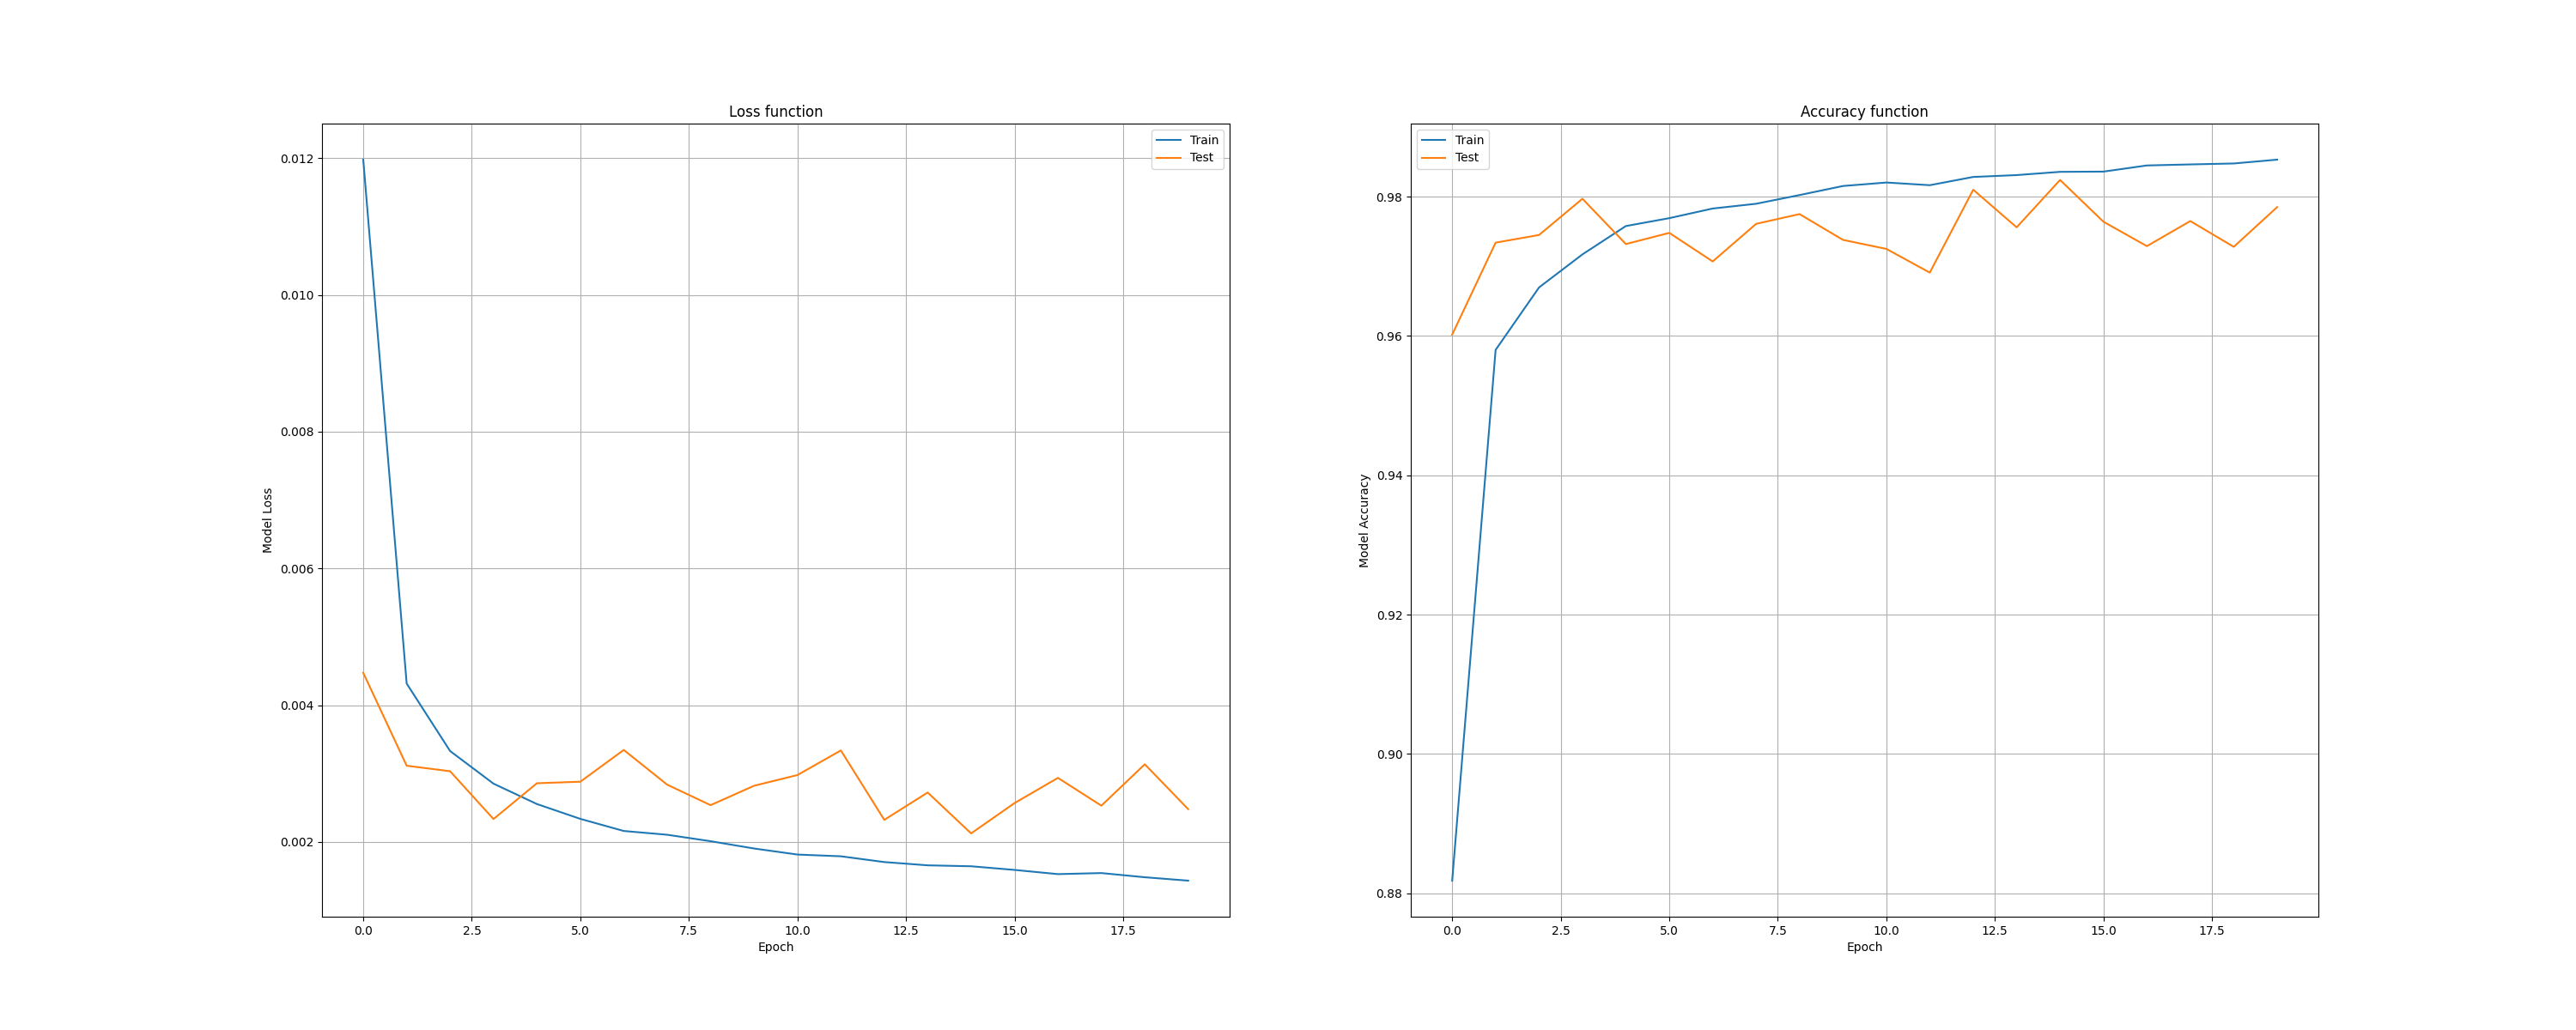 Loss function
Train
Test
0.012
0.010
0.008
0.006
0.004
0.002
Model Loss
0.0 2.5 5.0 7.5 10.0 12.5 15.0 17.5
Epoch
Accuracy function
Train
Test
0.98
0.96
0.94
0.92
0.90
0.88
Model Accuracy
0.0 2.5 5.0 7.5 10.0 12.5 15.0 17.5
Epoch